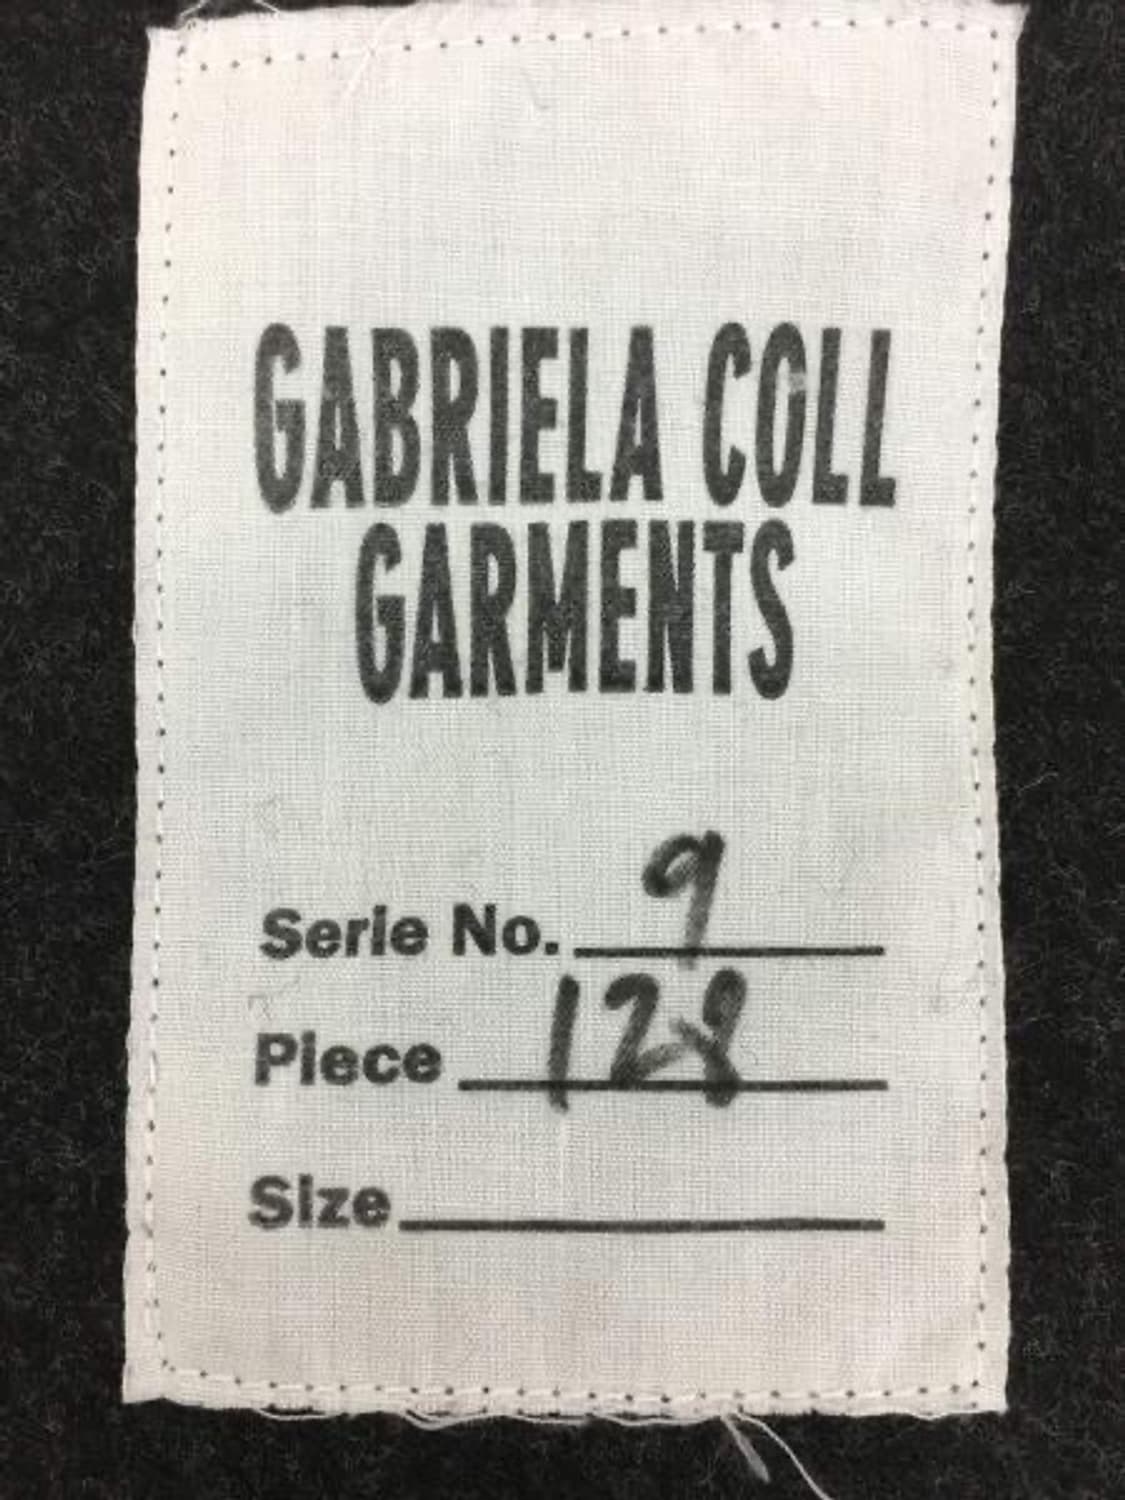 GABRIELA COLL
GARMENTS
Serie No. 9
Piece 128
Size